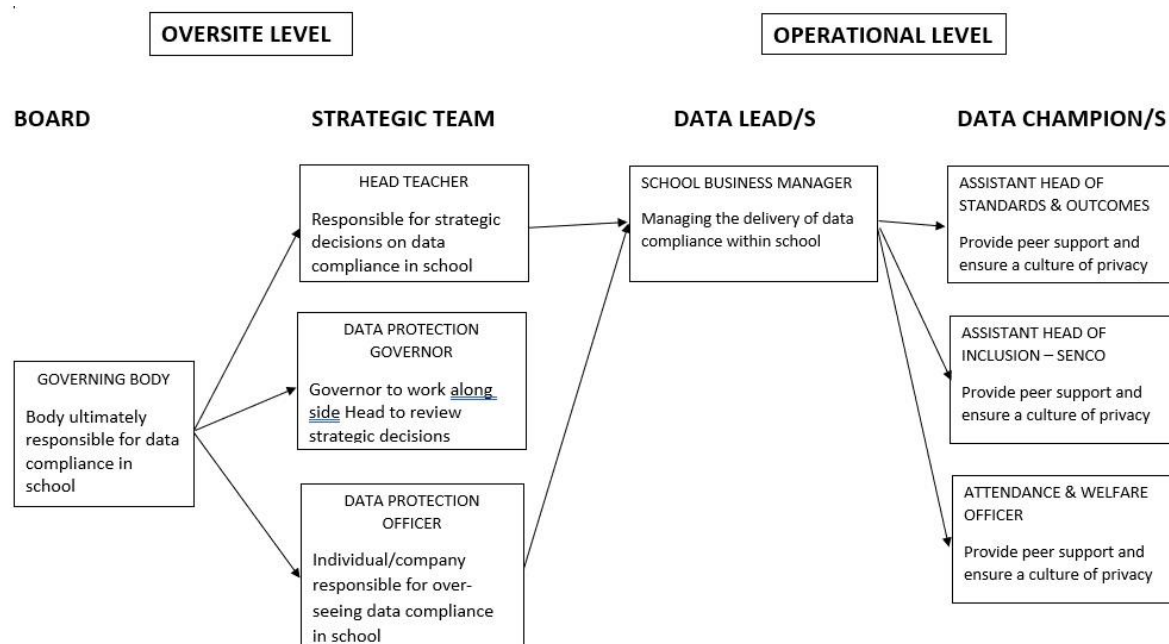 OVERSITE LEVEL
OPERATIONAL LEVEL
BOARD
STRATEGIC TEAM
DATA LEAD/S
DATA CHAMPION/S
GOVERNING BODY
Body ultimately
responsible for data
compliance in
school
HEAD TEACHER
Responsible for strategic
decisions on data
compliance in school
DATA PROTECTION
GOVERNOR
Governor to work along
side Head to review
strategic decisions
DATA PROTECTION
OFFICER
Individual/company
responsible for over-
seeing data compliance
in school
SCHOOL BUSINESS MANAGER
Managing the delivery of data
compliance within school
ASSISTANT HEAD OF
STANDARDS & OUTCOMES
Provide peer support and
ensure a culture of privacy
ASSISTANT HEAD OF
INCLUSION – SENCO
Provide peer support and
ensure a culture of privacy
ATTENDANCE & WELFARE
OFFICER
Provide peer support and
ensure a culture of privacy